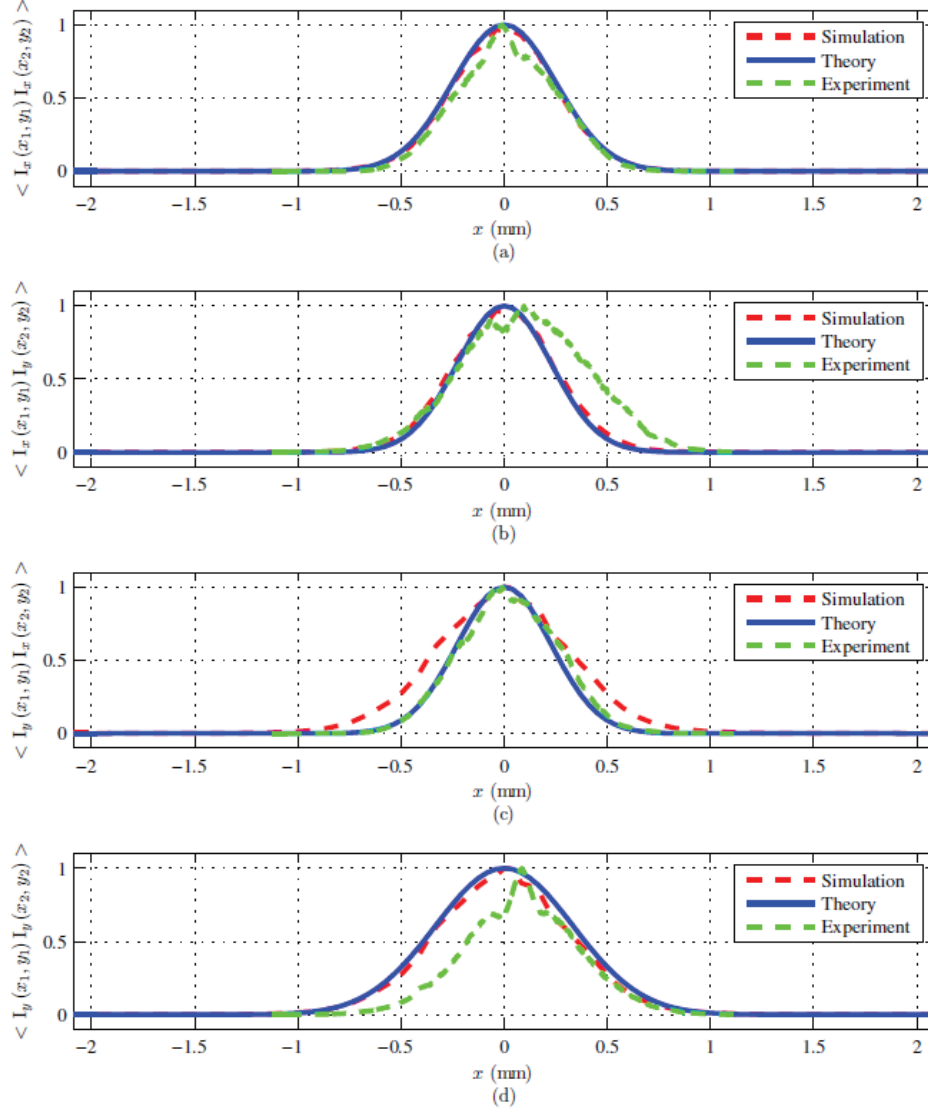 < I_x (x_1, y_1) I_x (x_2, y_2) >
1
0.5
0
Simulation
Theory
Experiment
−2 −1.5 −1 −0.5 0 0.5 1 1.5 2
x (mm)
(a)
< I_x (x_1, y_1) I_y (x_2, y_2) >
1
0.5
0
Simulation
Theory
Experiment
−2 −1.5 −1 −0.5 0 0.5 1 1.5 2
x (mm)
(b)
< I_y (x_1, y_1) I_x (x_2, y_2) >
1
0.5
0
Simulation
Theory
Experiment
−2 −1.5 −1 −0.5 0 0.5 1 1.5 2
x (mm)
(c)
< I_y (x_1, y_1) I_y (x_2, y_2) >
1
0.5
0
Simulation
Theory
Experiment
−2 −1.5 −1 −0.5 0 0.5 1 1.5 2
x (mm)
(d)